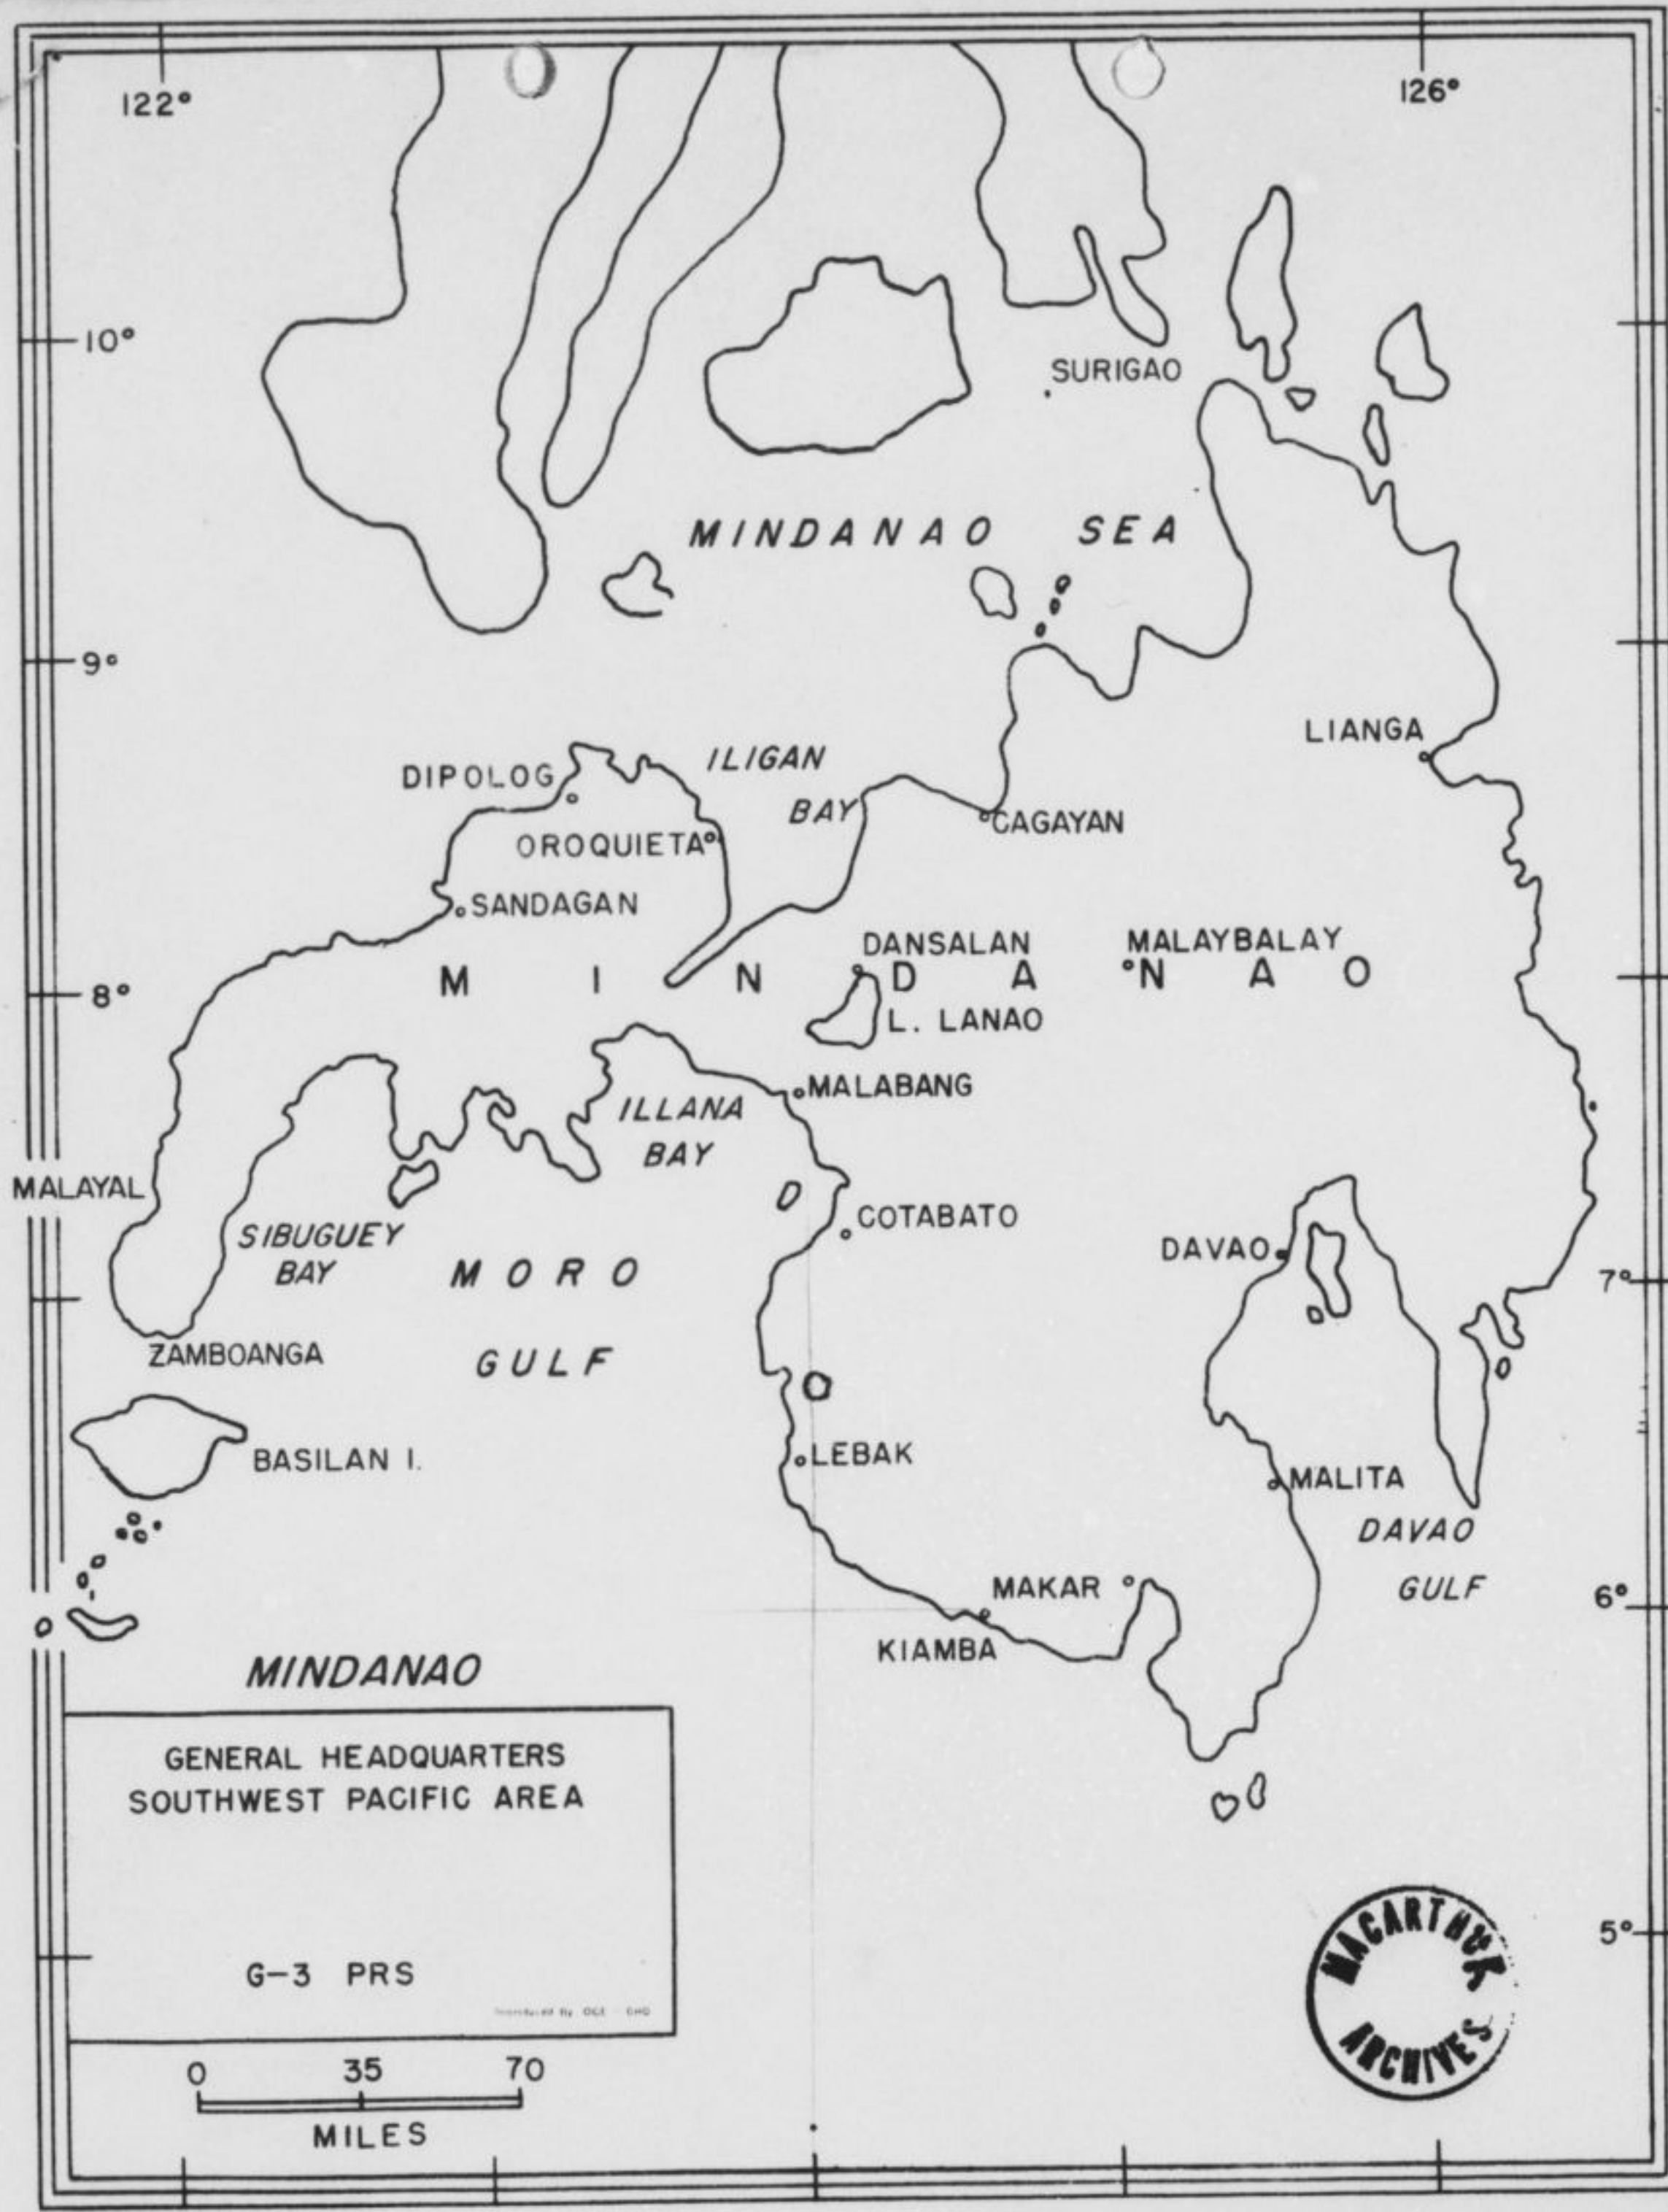 122°
126°
10°
SURIGAO
MINDANAO SEA
9°
LIANGA
ILIGAN
BAY
DIPOLOG
OROQUIETA
CAGAYAN
SANDAGAN
DANSALAN
MALAYBALAY
MINDANAO
8°
L. LANAO
MALABANG
ILLANA
BAY
MALAYAL
COTABATO
SIBUGUEY
BAY
DAVAO
MORO
GULF
7°
ZAMBOANGA
BASILAN I.
LEBAK
MALITA
DAVAO
GULF
MAKAR
6°
KIAMBA
MINDANAO
GENERAL HEADQUARTERS
SOUTHWEST PACIFIC AREA
G-3 PRS
5°
MACARTHUR
ARCHIVES
0 35 70
MILES